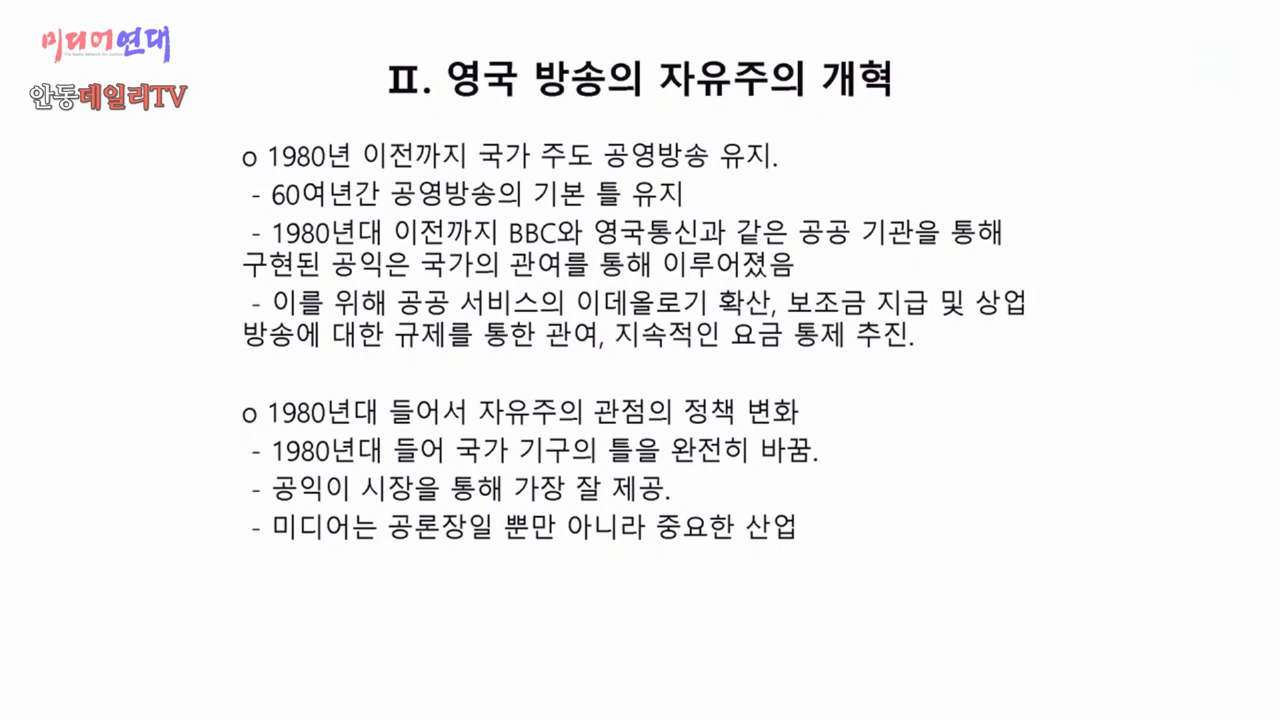 미디어연대
The Media Network for Justice
안동데일리TV
Ⅱ. 영국 방송의 자유주의 개혁
o 1980년 이전까지 국가 주도 공영방송 유지.
- 60여년간 공영방송의 기본 틀 유지
- 1980년대 이전까지 BBC와 영국통신과 같은 공공 기관을 통해
구현된 공익은 국가의 관여를 통해 이루어졌음
- 이를 위해 공공 서비스의 이데올로기 확산, 보조금 지급 및 상업
방송에 대한 규제를 통한 관여, 지속적인 요금 통제 추진.
o 1980년대 들어서 자유주의 관점의 정책 변화
- 1980년대 들어 국가 기구의 틀을 완전히 바꿈.
- 공익이 시장을 통해 가장 잘 제공.
- 미디어는 공론장일 뿐만 아니라 중요한 산업